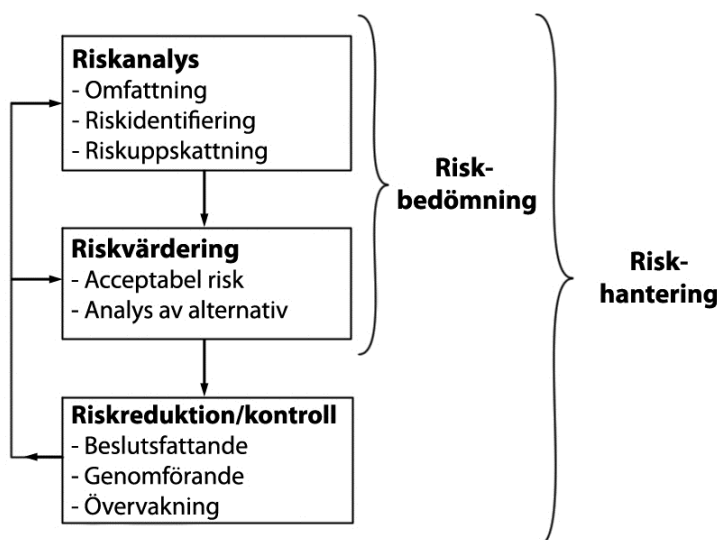 Riskanalys
- Omfattning
- Riskidentifiering
- Riskuppskattning
Risk-
bedömning
Riskvärdering
- Acceptabel risk
- Analys av alternativ
Risk-
hantering
Riskreduktion/kontroll
- Beslutsfattande
- Genomförande
- Övervakning